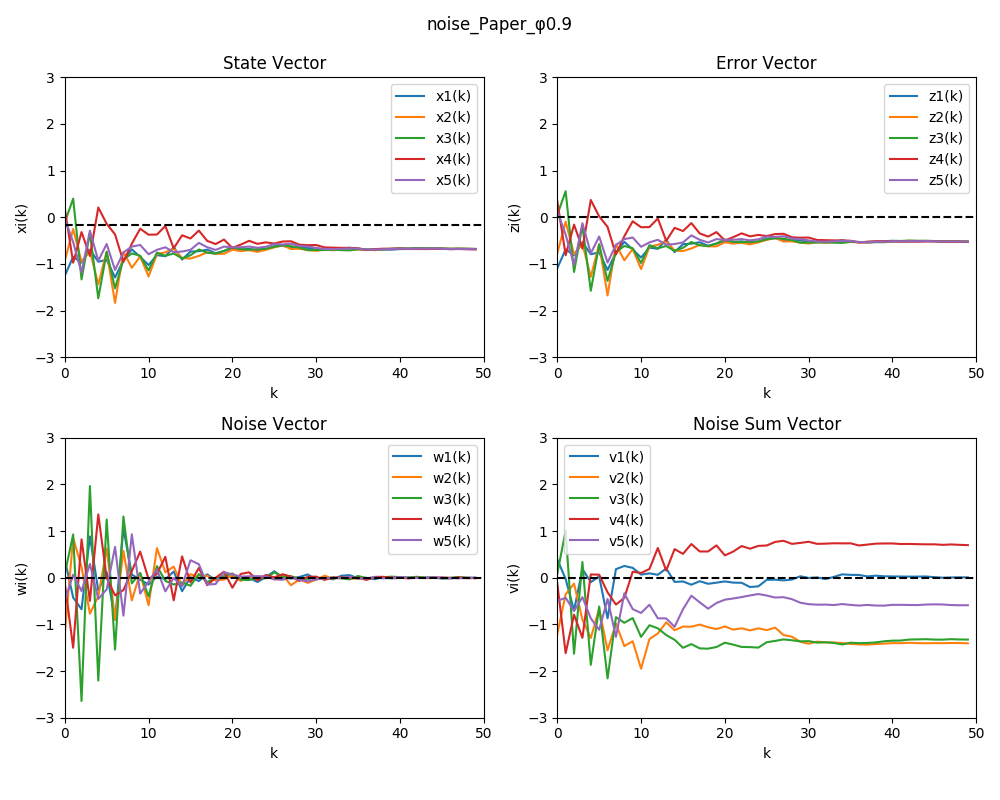 noise_Paper_φ0.9
State Vector
3
2
1
0
−1
−2
−3
xi(k)
x1(k)
x2(k)
x3(k)
x4(k)
x5(k)
0 10 20 30 40 50
k
Error Vector
3
2
1
0
−1
−2
−3
zi(k)
z1(k)
z2(k)
z3(k)
z4(k)
z5(k)
0 10 20 30 40 50
k
Noise Vector
3
2
1
0
−1
−2
−3
wi(k)
w1(k)
w2(k)
w3(k)
w4(k)
w5(k)
0 10 20 30 40 50
k
Noise Sum Vector
3
2
1
0
−1
−2
−3
vi(k)
v1(k)
v2(k)
v3(k)
v4(k)
v5(k)
0 10 20 30 40 50
k